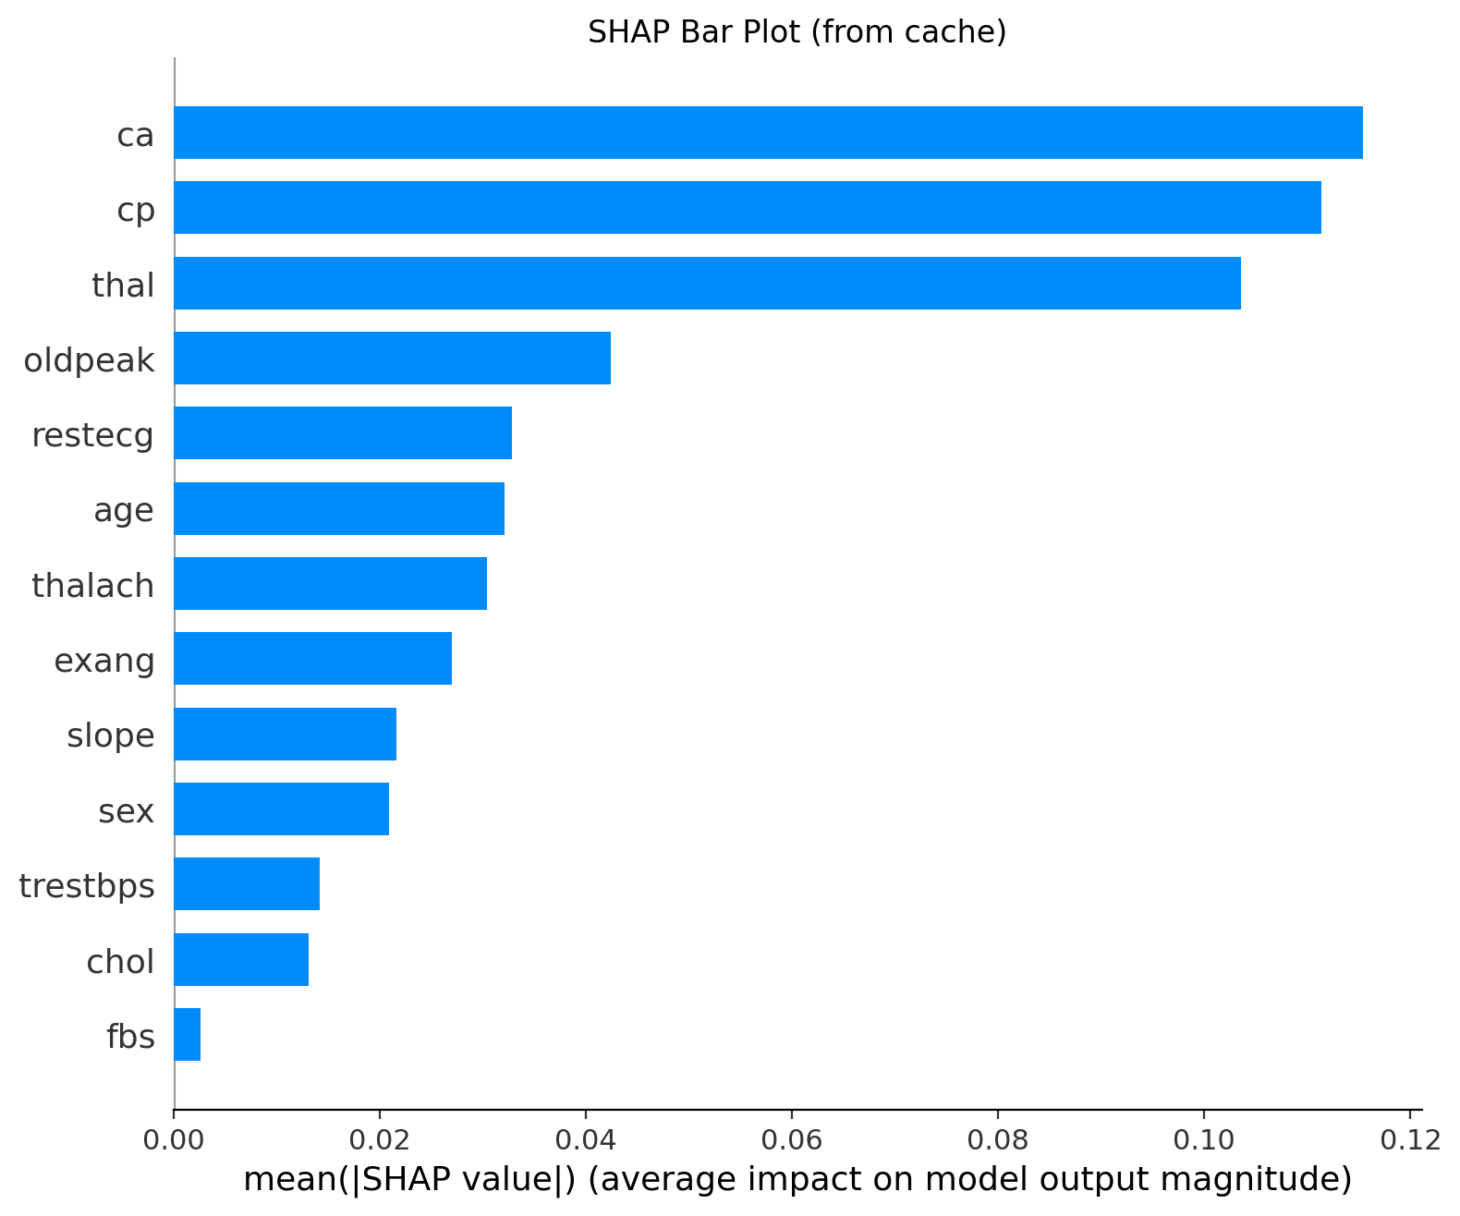 SHAP Bar Plot (from cache)
ca
cp
thal
oldpeak
restecg
age
thalach
exang
slope
sex
trestbps
chol
fbs
0.00 0.02 0.04 0.06 0.08 0.10 0.12
mean(|SHAP value|) (average impact on model output magnitude)